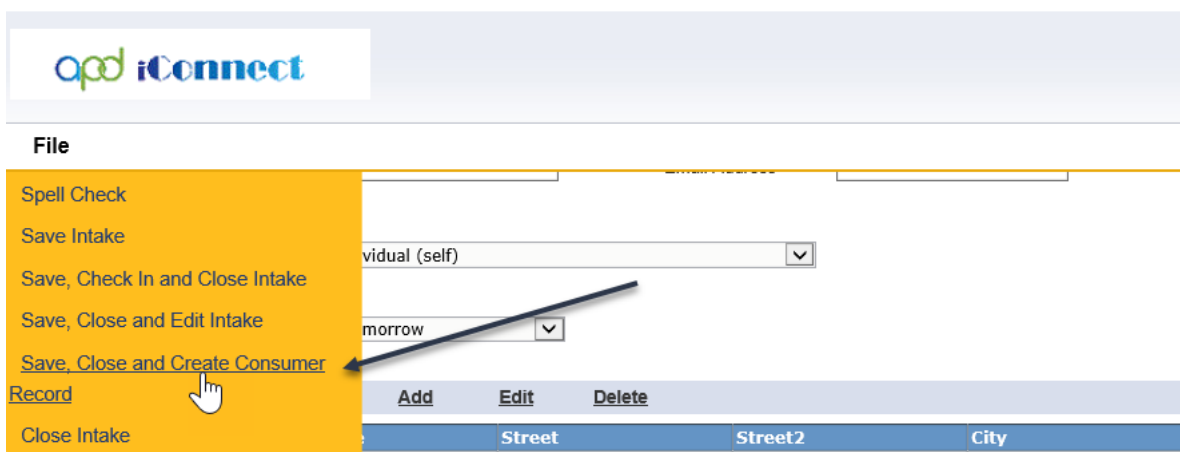 apd iConnect
File
Spell Check
Save Intake
vidual (self)
Save, Check In and Close Intake
Save, Close and Edit Intake
morrow
Save, Close and Create Consumer
Record
Add Edit Delete
Close Intake
Street Street2 City